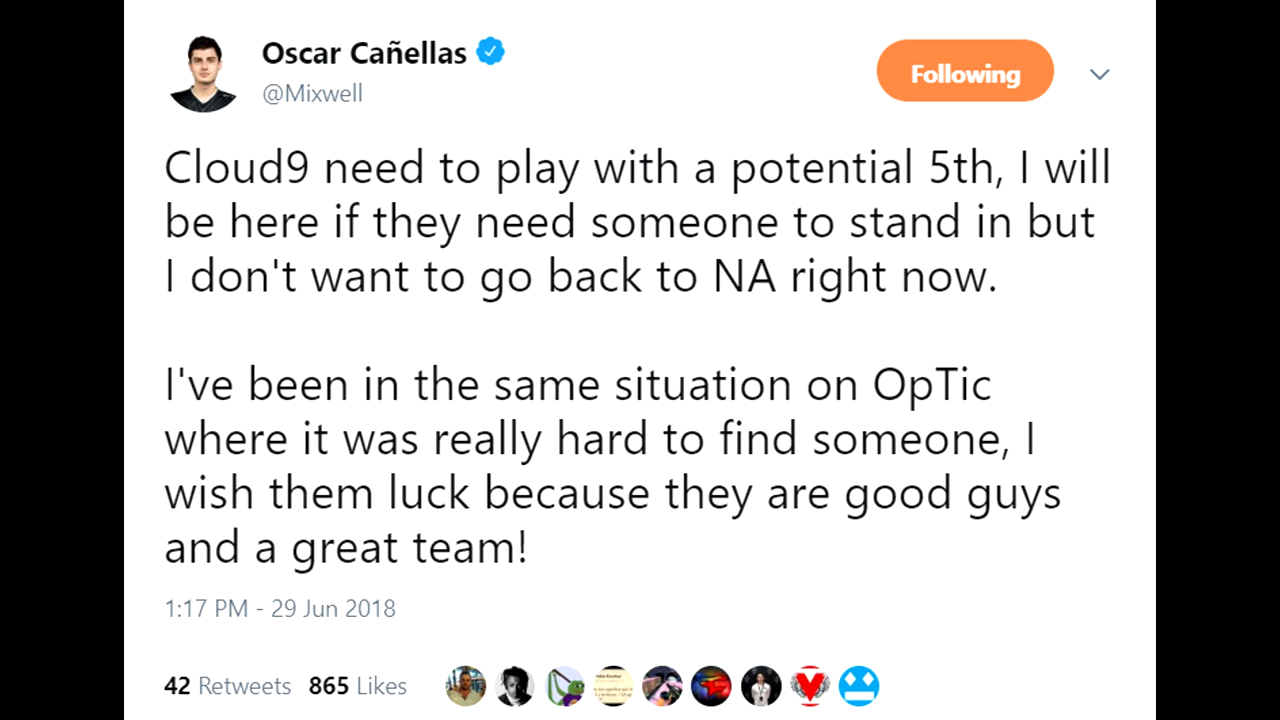 Oscar Cañellas
@Mixwell
Following
Cloud9 need to play with a potential 5th, I will
be here if they need someone to stand in but
I don't want to go back to NA right now.
I've been in the same situation on OpTic
where it was really hard to find someone, I
wish them luck because they are good guys
and a great team!
1:17 PM - 29 Jun 2018
42 Retweets 865 Likes